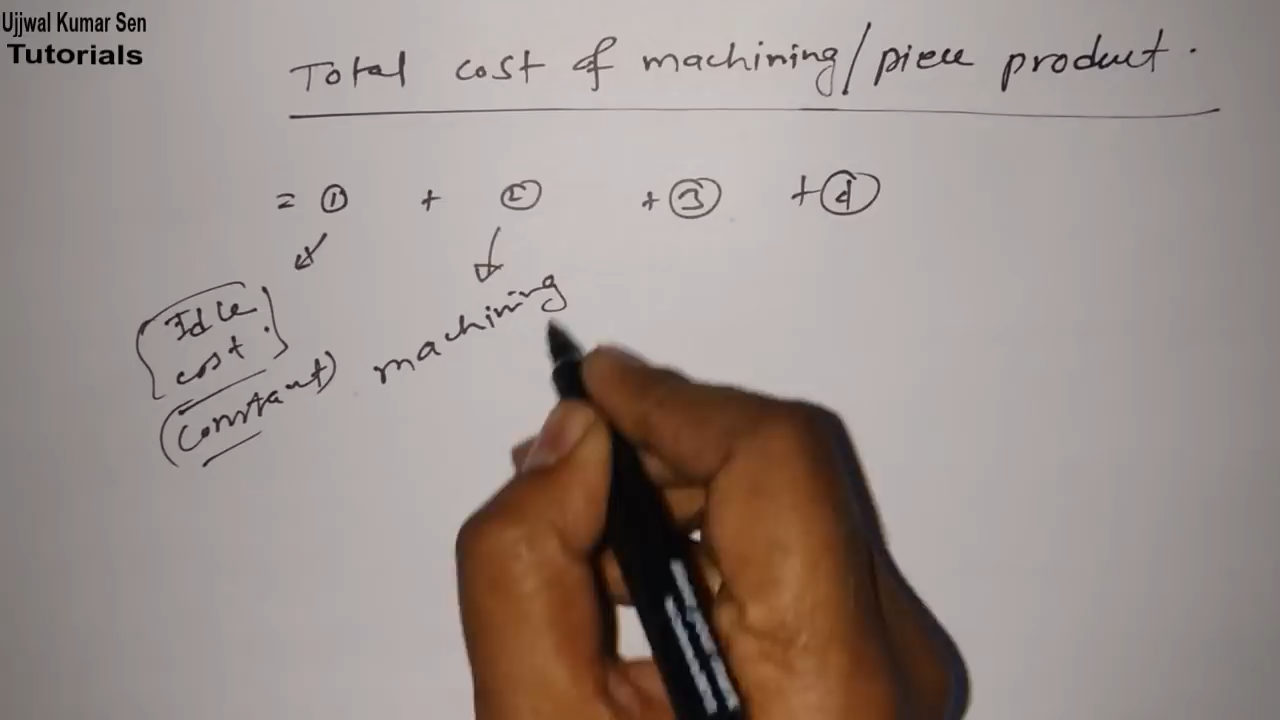 Ujjwal Kumar Sen
Tutorials
Total cost of machining/piece product.
= ① + ② + ③ + ④
Idle
cost.
(constant)
machining